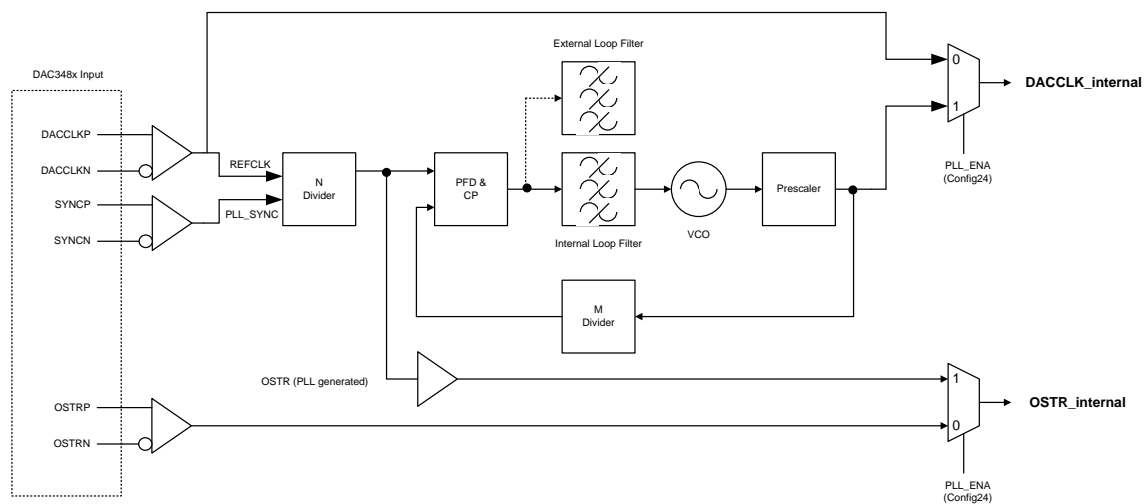 External Loop Filter
DAC348x Input
0
DACCLK_internal
1
DACCLKP
DACCLKN
REFCLK
N
Divider
PFD &
CP
Prescaler
PLL_ENA
(Config24)
SYNCP
SYNCN
PLL_SYNC
Internal Loop Filter
VCO
M
Divider
OSTR (PLL generated)
1
OSTR_internal
0
OSTRP
OSTRN
PLL_ENA
(Config24)